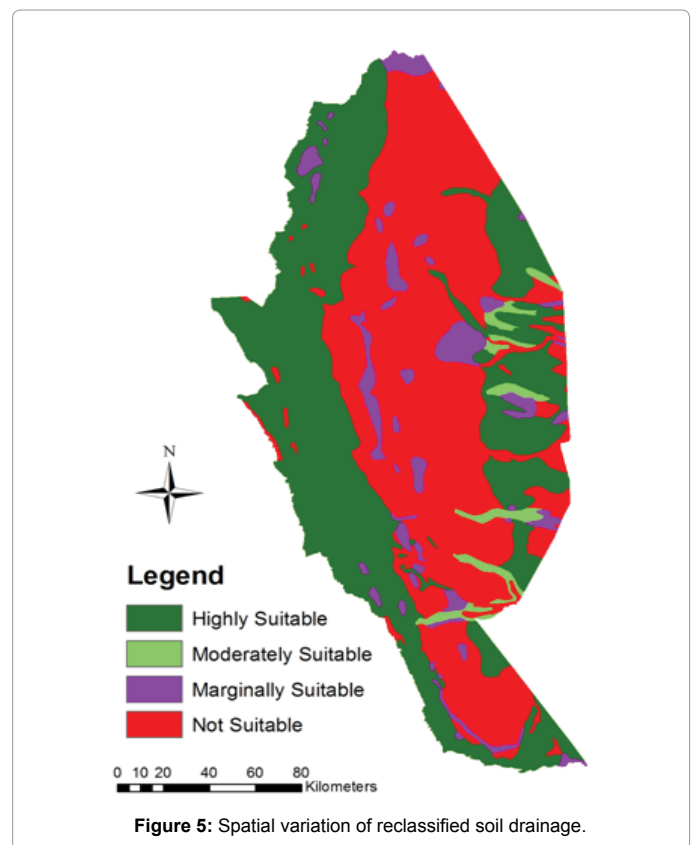 N
Legend
Highly Suitable
Moderately Suitable
Marginally Suitable
Not Suitable
0 10 20 40 60 80
Kilometers
Figure 5: Spatial variation of reclassified soil drainage.